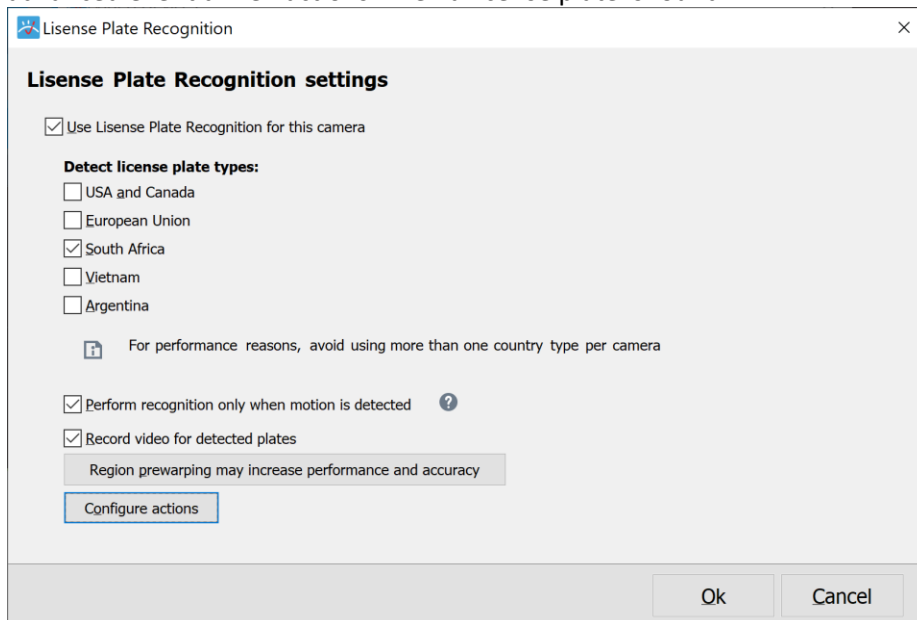 Lisense Plate Recognition
Lisense Plate Recognition settings
Use Lisense Plate Recognition for this camera
Detect license plate types:
USA and Canada
European Union
South Africa
Vietnam
Argentina
For performance reasons, avoid using more than one country type per camera
Perform recognition only when motion is detected
Record video for detected plates
Region prewarping may increase performance and accuracy
Configure actions
Ok Cancel